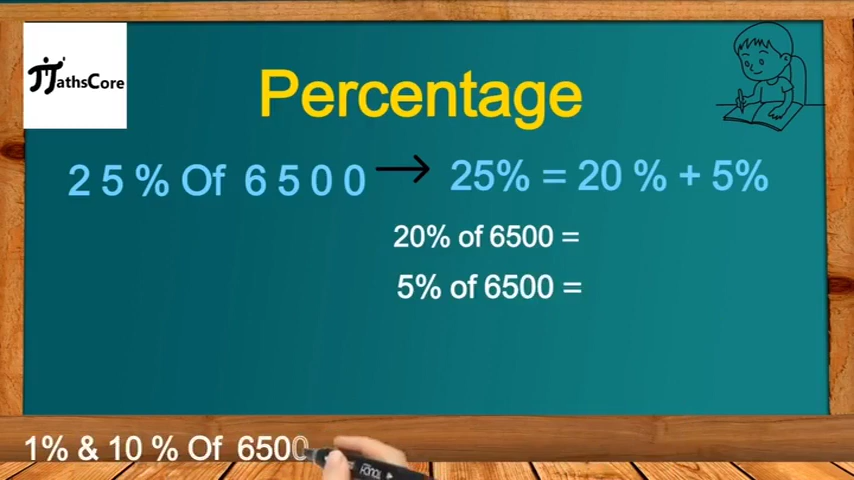 πathsCore
Percentage
2 5 % Of 6 5 0 0 → 25% = 20 % + 5%
20% of 6500 =
5% of 6500 =
1% & 10 % Of 6500